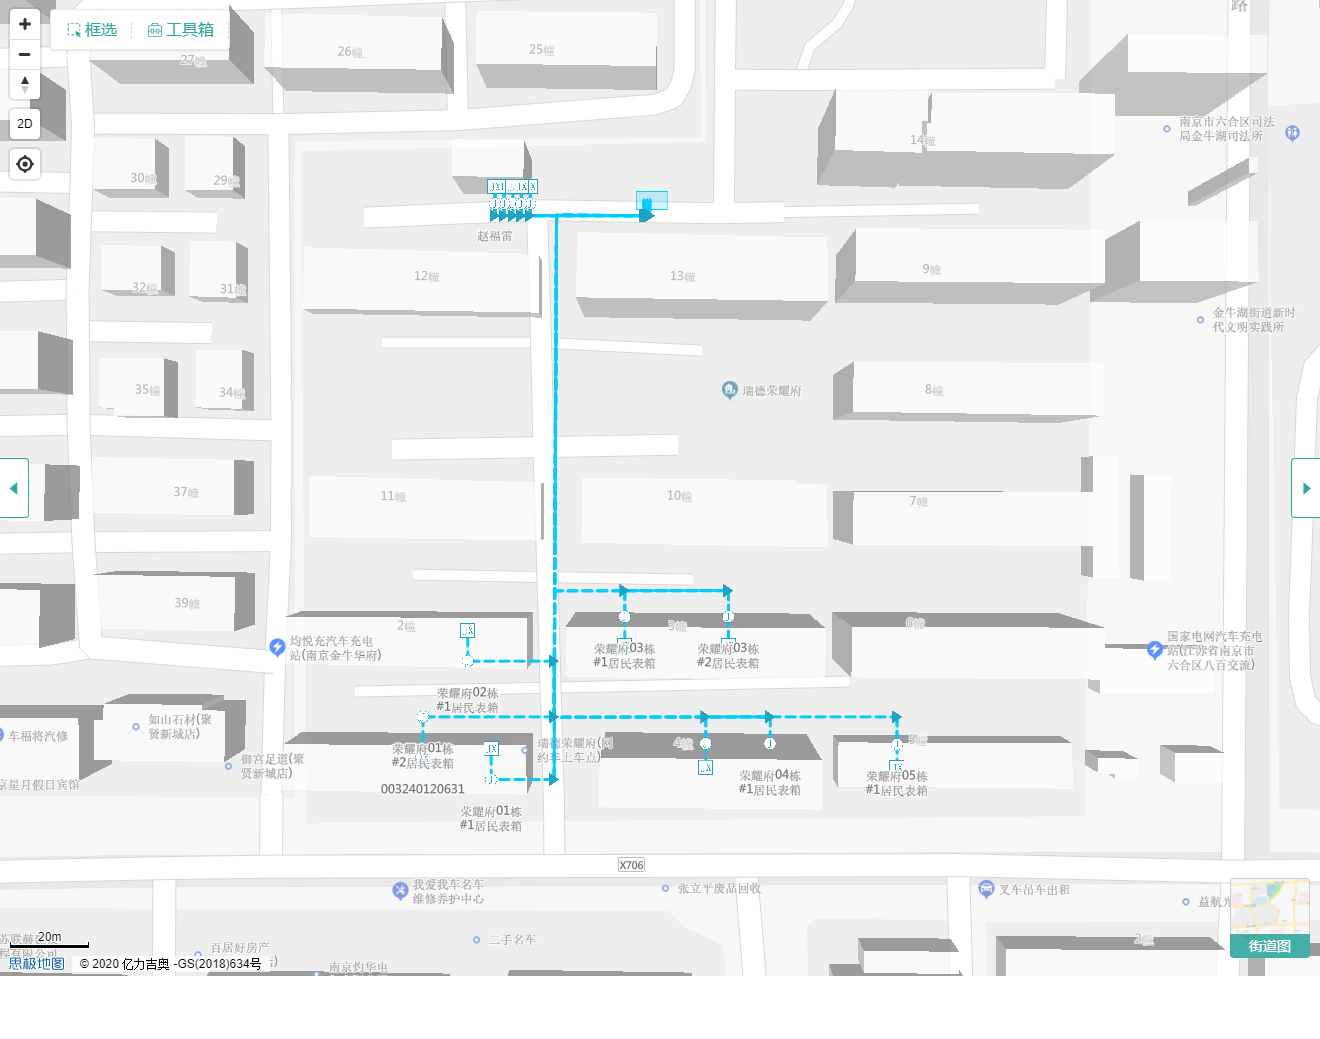 路
框选
工具箱
27幢
26幢
25幢
2D
14幢
南京市六合区司法
局金牛湖司法所
30幢
29幢
赵福雷
12幢
13幢
9幢
32幢
31幢
金牛湖街道新时
代文明实践所
35幢
34幢
瑞德荣耀府
8幢
37幢
11幢
10幢
7幢
39幢
2幢
JX
3幢
6幢
均悦充汽车充电
站(南京金牛华府)
荣耀府03栋
#1居民表箱
荣耀府03栋
#2居民表箱
国家电网汽车充电
站(江苏省南京市
六合区八百交流)
荣耀府02栋
#1居民表箱
如山石材(聚
贤新城店)
车福将汽修
御宫足道(聚
贤新城店)
京星月假日宾馆
荣耀府01栋
#2居民表箱
JX
瑞德荣耀府(网
约车上车点)
4幢
5幢
JX
JX
荣耀府04栋
#1居民表箱
荣耀府05栋
#1居民表箱
003240120631
荣耀府01栋
#1居民表箱
X706
我爱我车名车
维修养护中心
张立平废品回收
叉车吊车出租
益航
二手名车
百居好房产
南京灼华电
2幢
20m
街道图
思极地图
© 2020 亿力吉奥 -GS(2018)634号